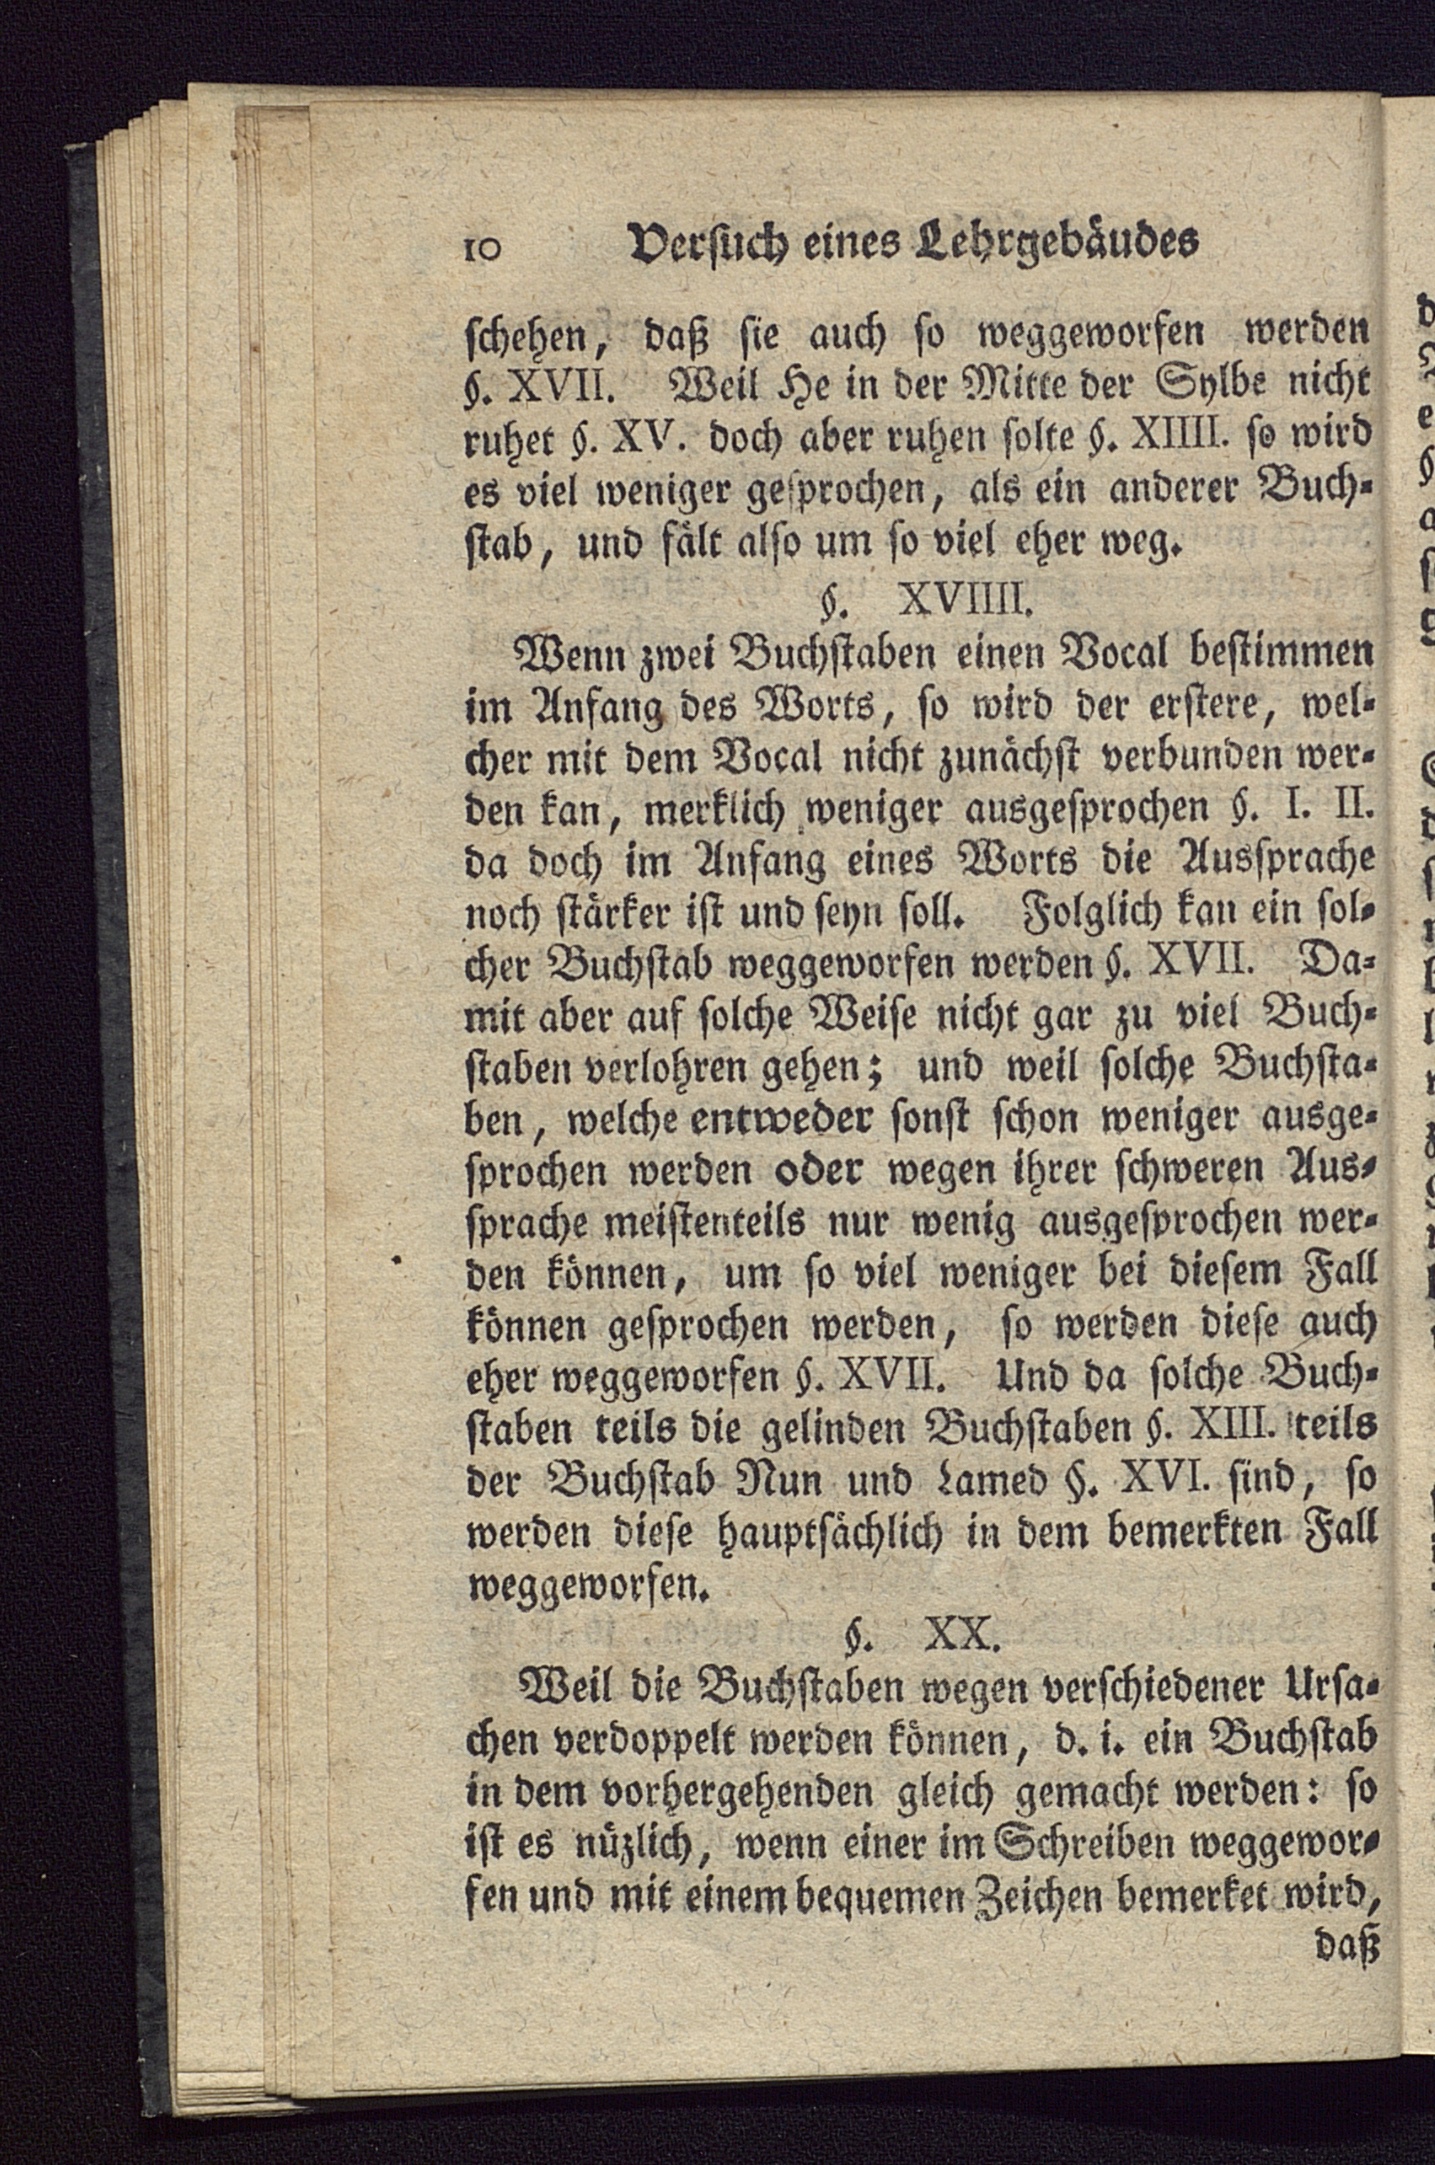 10 Verſuch eines Lehrgebäudes
ſchehen, daß ſie auch ſo weggeworfen werden
§. XVII. Weil He in der Mitte der Sylbe nicht
ruhet §. XV. doch aber ruhen ſolte §. XIIII. ſo wird
es viel weniger geſprochen, als ein anderer Buch-
ſtab, und fält alſo um ſo viel eher weg.
§. XVIIII.
Wenn zwei Buchſtaben einen Vocal beſtimmen
im Anfang des Worts, ſo wird der erſtere, wel-
cher mit dem Vocal nicht zunächſt verbunden wer-
den kan, merklich weniger ausgeſprochen §. I. II.
da doch im Anfang eines Worts die Ausſprache
noch ſtärker iſt und ſeyn ſoll. Folglich kan ein ſol-
cher Buchſtab weggeworfen werden §. XVII. Da-
mit aber auf ſolche Weiſe nicht gar zu viel Buch-
ſtaben verlohren gehen; und weil ſolche Buchſta-
ben, welche entweder ſonſt ſchon weniger ausge-
ſprochen werden oder wegen ihrer ſchweren Aus-
ſprache meiſtenteils nur wenig ausgeſprochen wer-
den können, um ſo viel weniger bei dieſem Fall
können geſprochen werden, ſo werden dieſe auch
eher weggeworfen §. XVII. Und da ſolche Buch-
ſtaben teils die gelinden Buchſtaben §. XIII. teils
der Buchſtab Nun und Lamed §. XVI. ſind, ſo
werden dieſe hauptſächlich in dem bemerkten Fall
weggeworfen.
§. XX.
Weil die Buchſtaben wegen verſchiedener Urſa-
chen verdoppelt werden können, d. i. ein Buchſtab
in dem vorhergehenden gleich gemacht werden: ſo
iſt es nüzlich, wenn einer im Schreiben weggewor-
fen und mit einem bequemen Zeichen bemerket wird,
daß